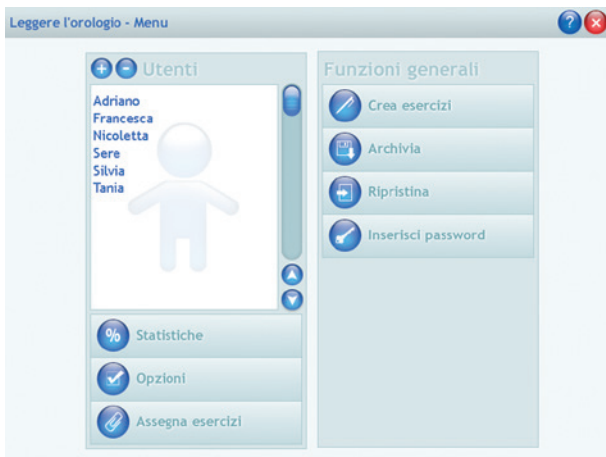 Leggere l'orologio - Menu
?
Utenti
Adriano
Francesca
Nicoletta
Sere
Silvia
Tania
% Statistiche
Opzioni
Assegna esercizi
Funzioni generali
Crea esercizi
Archivia
Ripristina
Inserisci password